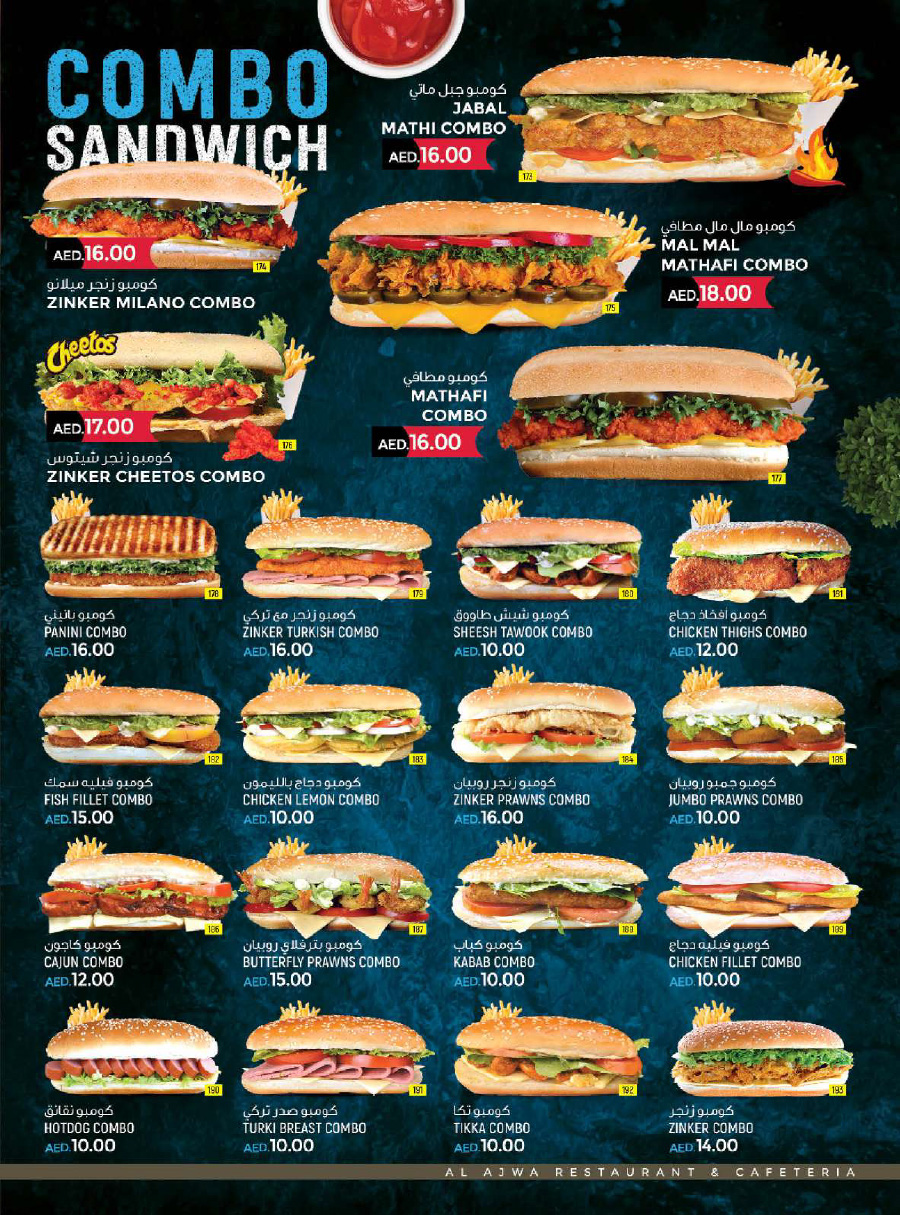 COMBO
SANDWICH
كومبو جبل ماتي
JABAL
MATHI COMBO
AED.16.00
173
AED.16.00
174
كومبو زنجر ميلانو
ZINKER MILANO COMBO
كومبو مال مال مطافي
MAL MAL
MATHAFI COMBO
AED.18.00
175
Cheetos
AED.17.00
176
كومبو زنجر شيتوس
ZINKER CHEETOS COMBO
كومبو مطافي
MATHAFI
COMBO
AED.16.00
177
178
كومبو بانيني
PANINI COMBO
AED.16.00
179
كومبو زنجر مع تركي
ZINKER TURKISH COMBO
AED.16.00
180
كومبو شيش طاووق
SHEESH TAWOOK COMBO
AED.10.00
181
كومبو افخاذ دجاج
CHICKEN THIGHS COMBO
AED.12.00
182
كومبو فيليه سمك
FISH FILLET COMBO
AED.15.00
183
كومبو دجاج بالليمون
CHICKEN LEMON COMBO
AED.10.00
184
كومبو زنجر روبيان
ZINKER PRAWNS COMBO
AED.16.00
185
كومبو جمبو روبيان
JUMBO PRAWNS COMBO
AED.10.00
186
كومبو كاجون
CAJUN COMBO
AED.12.00
187
كومبو بترفلاي روبيان
BUTTERFLY PRAWNS COMBO
AED.15.00
188
كومبو كباب
KABAB COMBO
AED.10.00
189
كومبو فيليه دجاج
CHICKEN FILLET COMBO
AED.10.00
190
كومبو نقانق
HOTDOG COMBO
AED.10.00
191
كومبو صدر تركي
TURKI BREAST COMBO
AED.10.00
192
كومبو تكا
TIKKA COMBO
AED.10.00
193
كومبو زنجر
ZINKER COMBO
AED.14.00
AL AJWA RESTAURANT & CAFETERIA